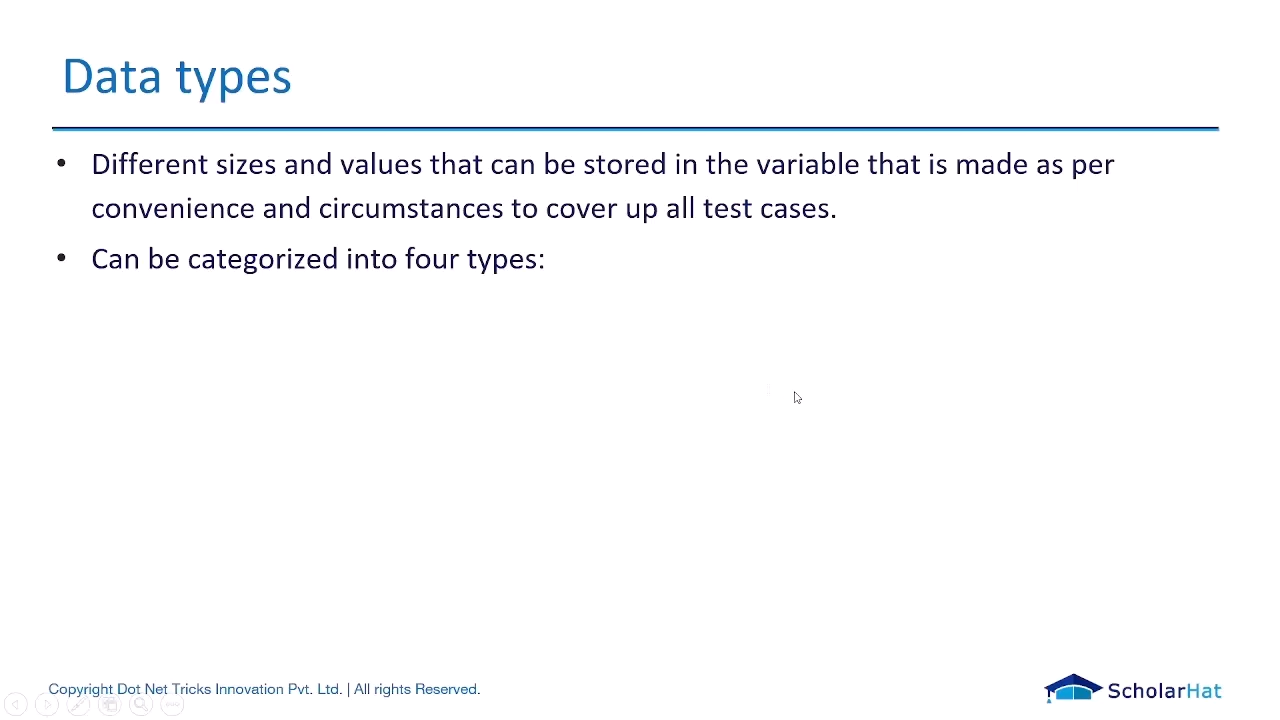 Data types
• Different sizes and values that can be stored in the variable that is made as per
convenience and circumstances to cover up all test cases.
• Can be categorized into four types:
Copyright Dot Net Tricks Innovation Pvt. Ltd. | All rights Reserved.
ScholarHat